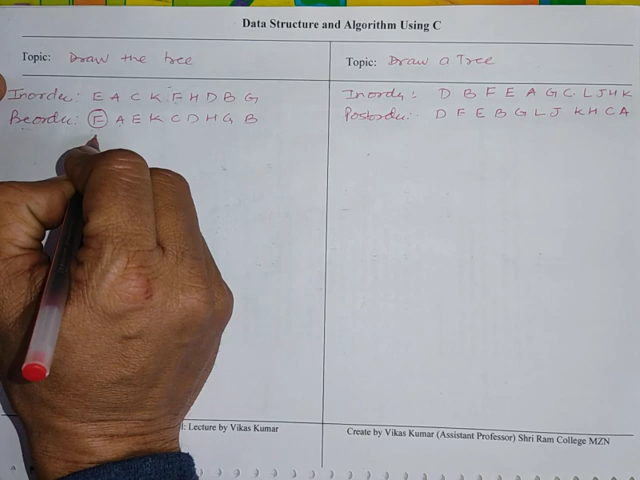 Data Structure and Algorithm Using C
Topic: Draw the tree
Inorder: E A C K F H D B G
Preorder: F A E K C D H G B
Topic: Draw a Tree
Inorder: D B F E A G C L J H K
Postorder: D F E B G L J K H C A
: Lecture by Vikas Kumar
Create by Vikas Kumar (Assistant Professor) Shri Ram College MZN